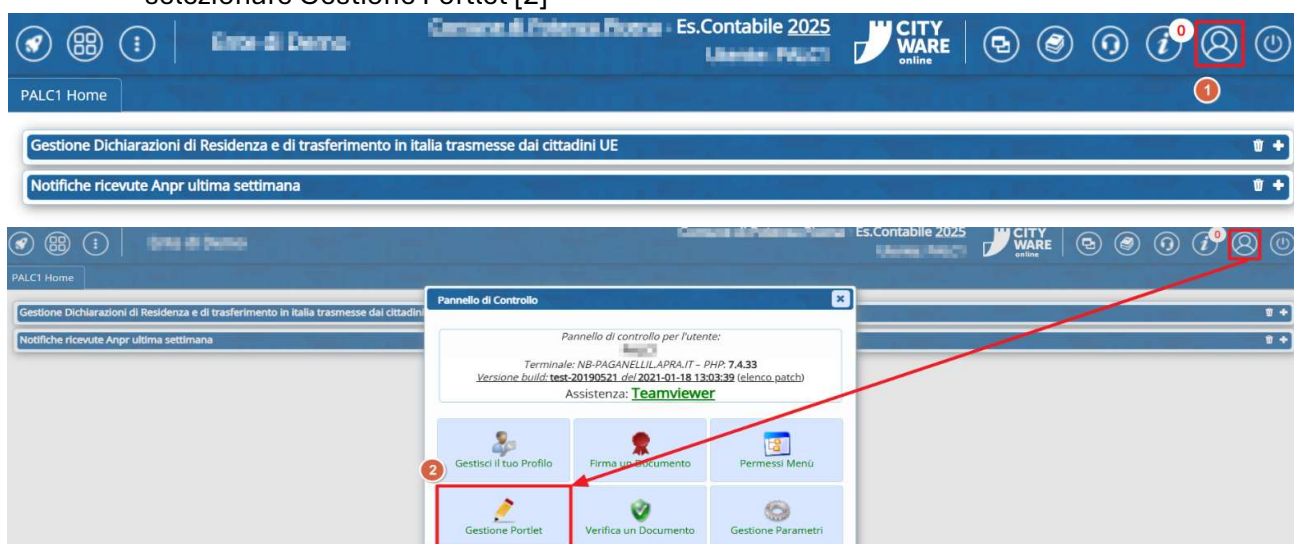 selezionare Gestione Portlet [2]
Es.Contabile 2025
CITY
WARE
online
0
PALC1 Home
1
Gestione Dichiarazioni di Residenza e di trasferimento in italia trasmesse dai cittadini UE
Notifiche ricevute Anpr ultima settimana
Es.Contabile 2025
CITY
WARE
online
0
PALC1 Home
Gestione Dichiarazioni di Residenza e di trasferimento in italia trasmesse dai cittadin
Notifiche ricevute Anpr ultima settimana
Pannello di Controllo
Pannello di controllo per l'utente:
Terminale: NB-PAGANELLIL.APRA.IT – PHP: 7.4.33
Versione build: test-20190521 del 2021-01-18 13:03:39 (elenco patch)
Assistenza: Teamviewer
Gestisci il tuo Profilo
Firma un Documento
Permessi Menù
2
Gestione Portlet
Verifica un Documento
Gestione Parametri